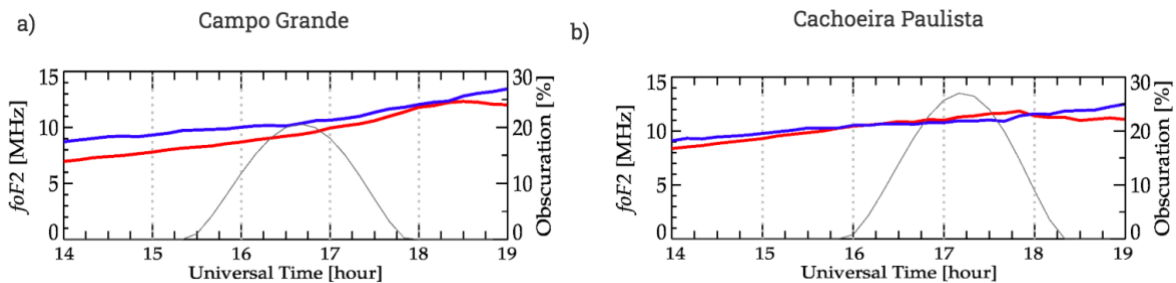 a)
Campo Grande
foF2 [MHz]
15
10
5
0
30
20
10
0
Obscuration [%]
14 15 16 17 18 19
Universal Time [hour]
b)
Cachoeira Paulista
foF2 [MHz]
15
10
5
0
30
20
10
0
Obscuration [%]
14 15 16 17 18 19
Universal Time [hour]